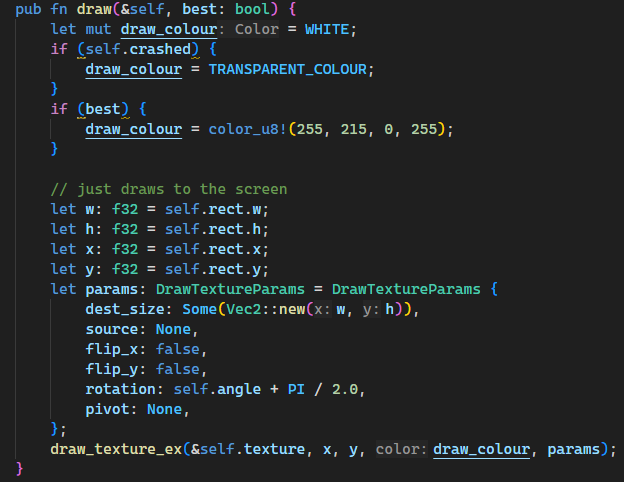 pub fn draw(&self, best: bool) {
    let mut draw_colour: Color = WHITE;
    if (self.crashed) {
        draw_colour = TRANSPARENT_COLOUR;
    }
    if (best) {
        draw_colour = color_u8!(255, 215, 0, 255);
    }

    // just draws to the screen
    let w: f32 = self.rect.w;
    let h: f32 = self.rect.h;
    let x: f32 = self.rect.x;
    let y: f32 = self.rect.y;
    let params: DrawTextureParams = DrawTextureParams {
        dest_size: Some(Vec2::new(x: w, y: h)),
        source: None,
        flip_x: false,
        flip_y: false,
        rotation: self.angle + PI / 2.0,
        pivot: None,
    };
    draw_texture_ex(&self.texture, x, y, color: draw_colour, params);
}